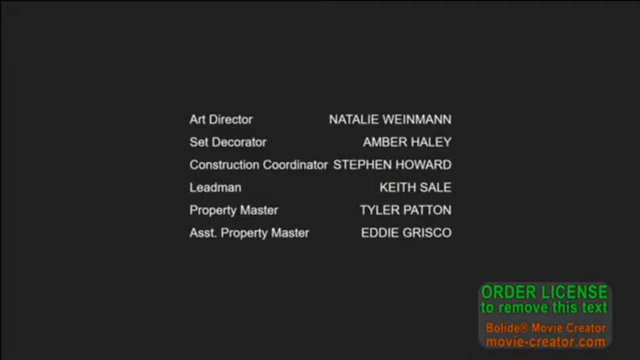 Art Director NATALIE WEINMANN
Set Decorator AMBER HALEY
Construction Coordinator STEPHEN HOWARD
Leadman KEITH SALE
Property Master TYLER PATTON
Asst. Property Master EDDIE GRISCO
ORDER LICENSE
to remove this text
Bolide® Movie Creator
movie-creator.com